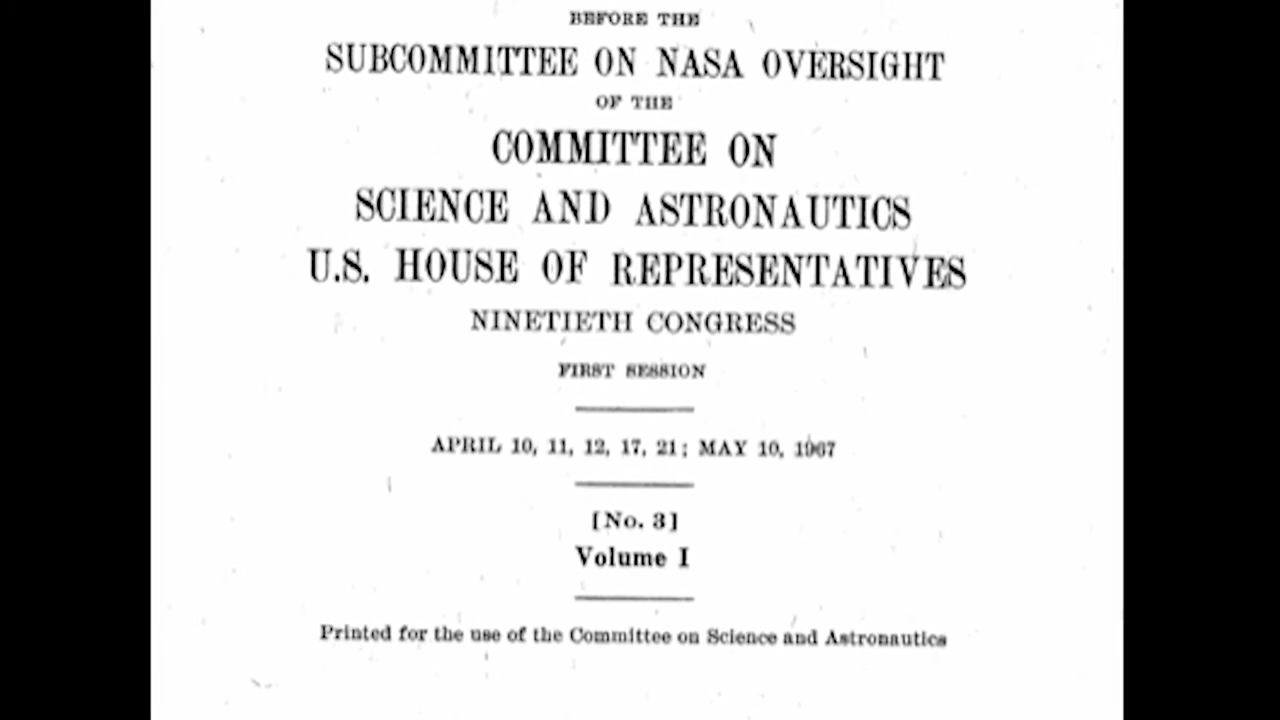 BEFORE THE
SUBCOMMITTEE ON NASA OVERSIGHT
OF THE
COMMITTEE ON
SCIENCE AND ASTRONAUTICS
U.S. HOUSE OF REPRESENTATIVES
NINETIETH CONGRESS
FIRST SESSION
APRIL 10, 11, 12, 17, 21; MAY 10, 1967
[No. 3]
Volume I
Printed for the use of the Committee on Science and Astronautics